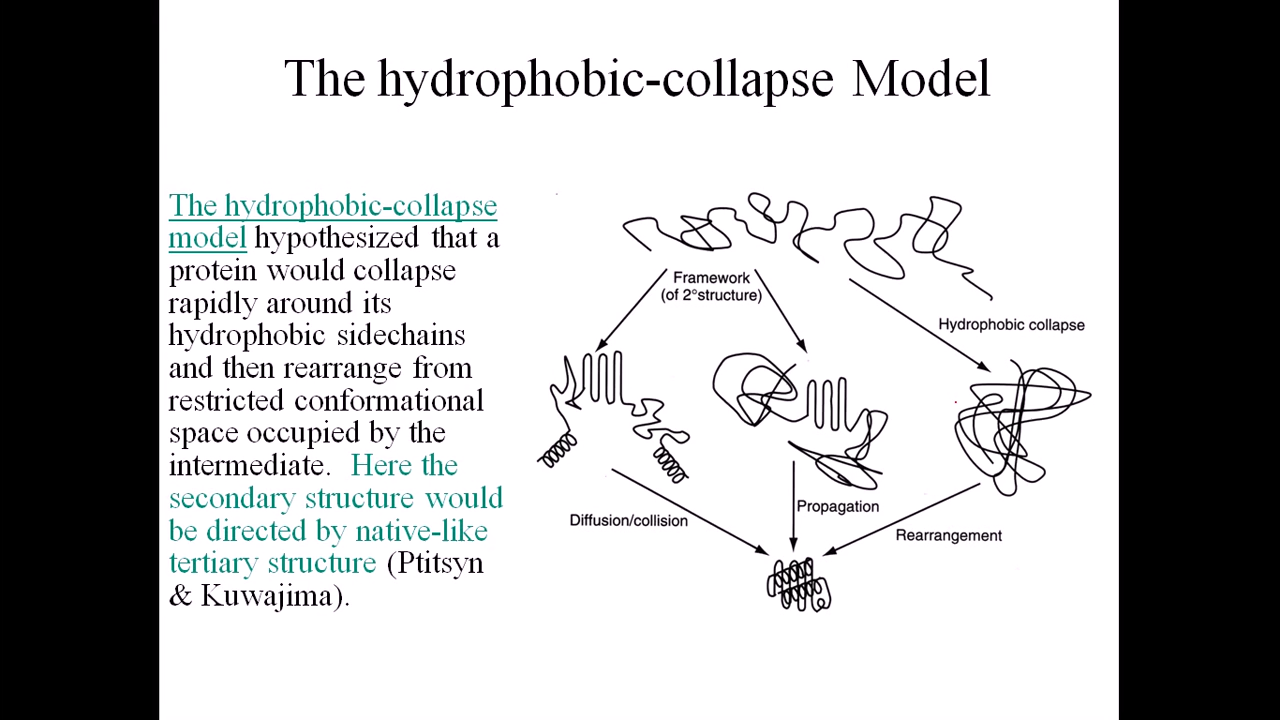 The hydrophobic-collapse Model
The hydrophobic-collapse
model hypothesized that a
protein would collapse
rapidly around its
hydrophobic sidechains
and then rearrange from
restricted conformational
space occupied by the
intermediate. Here the
secondary structure would
be directed by native-like
tertiary structure (Ptitsyn
& Kuwajima).
Framework
(of 2°structure)
Hydrophobic collapse
Diffusion/collision
Propagation
Rearrangement